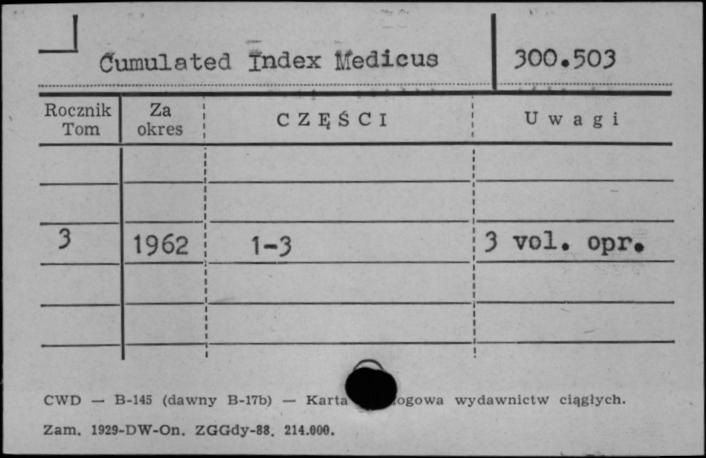 Cumulated Index Medicus 300.503
Rocznik Tom Za okres CZĘŚCI Uwagi
3 1962 1-3 3 vol. opr.
CWD — B-145 (dawny B-17b) — Karta wydawnictw ciągłych.
Zam. 1929-DW-On. ZGGdy-88. 214.000.